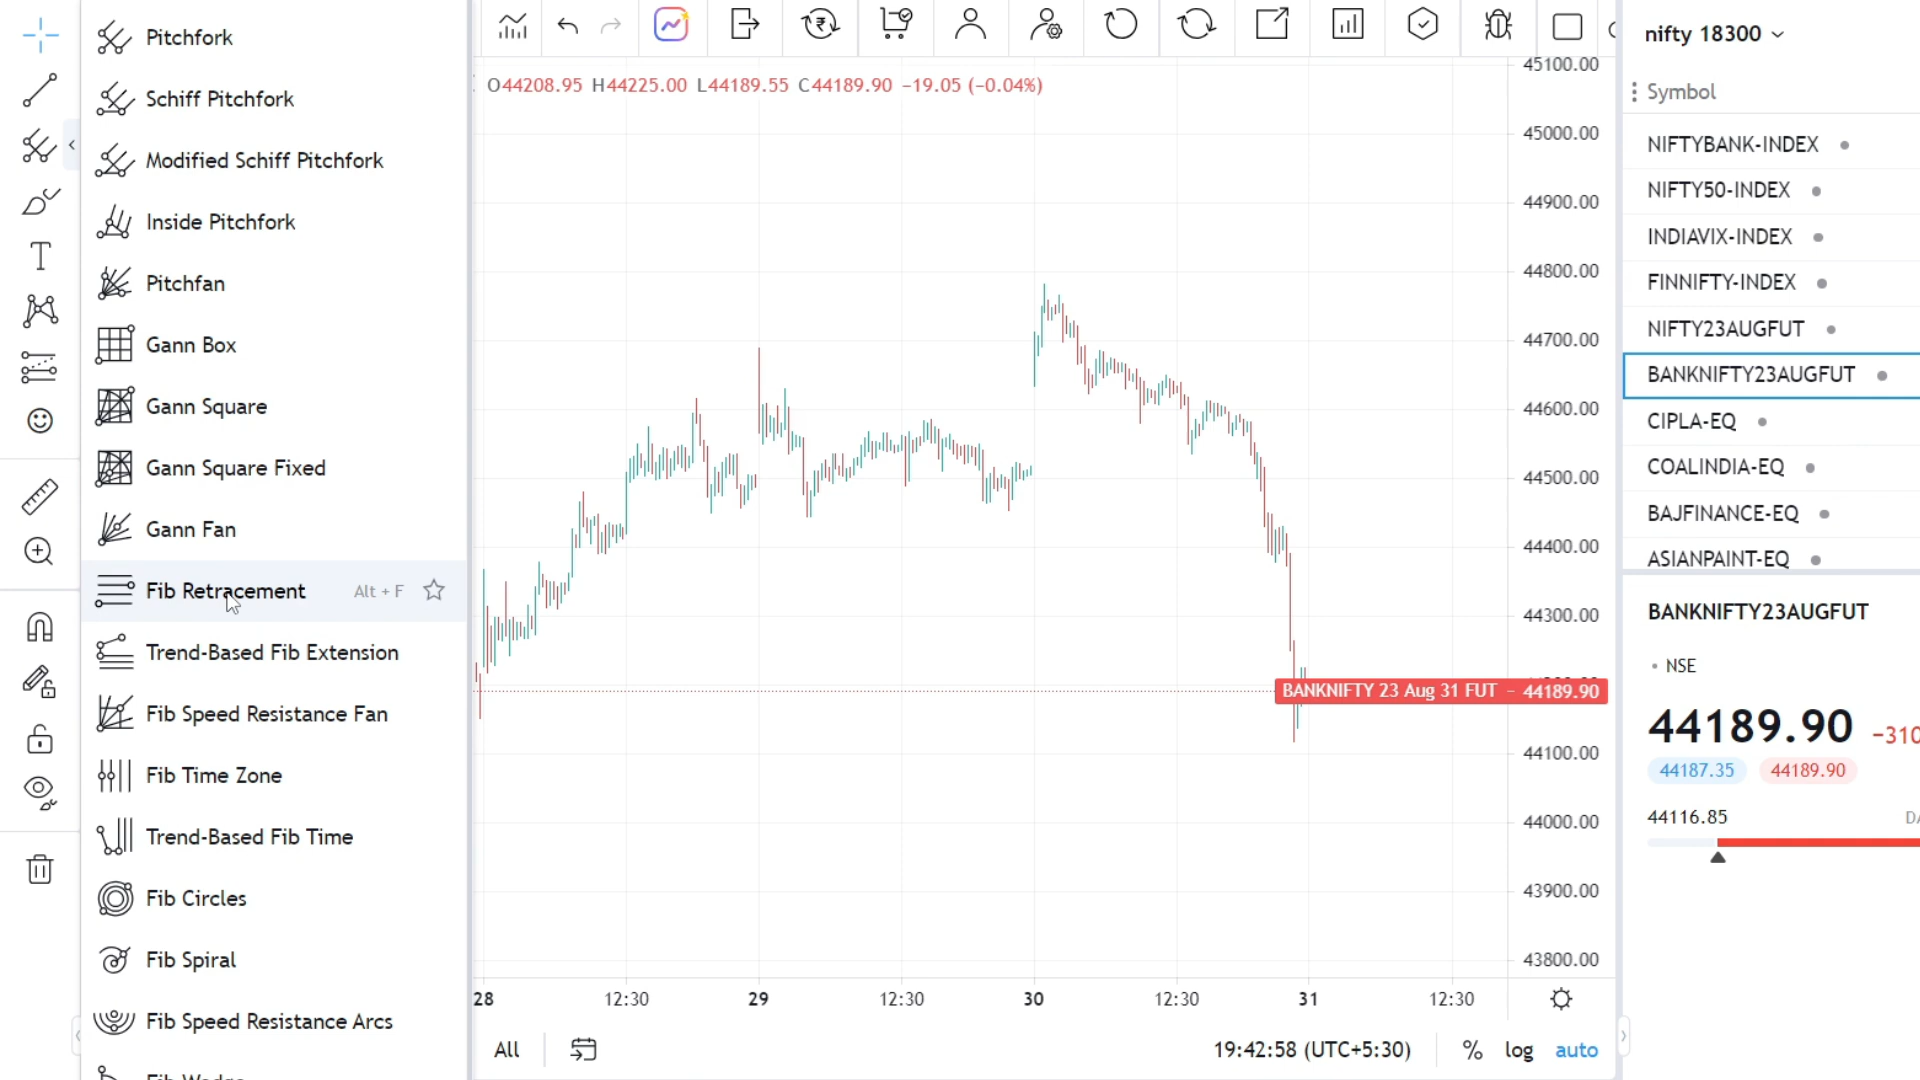 Pitchfork
Schiff Pitchfork
Modified Schiff Pitchfork
Inside Pitchfork
Pitchfan
Gann Box
Gann Square
Gann Square Fixed
Gann Fan
Fib Retracement Alt + F
Trend-Based Fib Extension
Fib Speed Resistance Fan
Fib Time Zone
Trend-Based Fib Time
Fib Circles
Fib Spiral
Fib Speed Resistance Arcs
O44208.95 H44225.00 L44189.55 C44189.90 −19.05 (−0.04%)
45100.00
45000.00
44900.00
44800.00
44700.00
44600.00
44500.00
44400.00
44300.00
BANKNIFTY 23 Aug 31 FUT − 44189.90
44100.00
44000.00
43900.00
43800.00
28 12:30 29 12:30 30 12:30 31 12:30
All
19:42:58 (UTC+5:30) % log auto
nifty 18300
Symbol
NIFTYBANK-INDEX
NIFTY50-INDEX
INDIAVIX-INDEX
FINNIFTY-INDEX
NIFTY23AUGFUT
BANKNIFTY23AUGFUT
CIPLA-EQ
COALINDIA-EQ
BAJFINANCE-EQ
ASIANPAINT-EQ
BANKNIFTY23AUGFUT
• NSE
44189.90 −310
44187.35 44189.90
44116.85